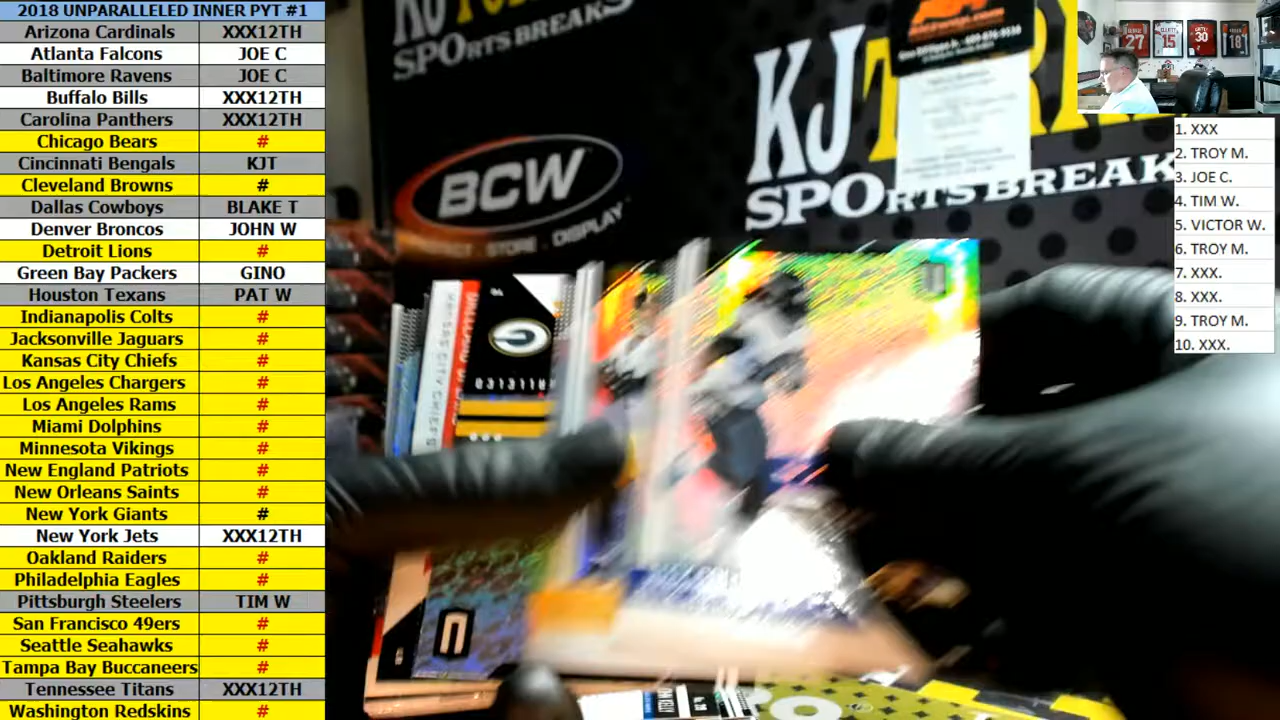 2018 UNPARALLELED INNER PYT #1
Arizona Cardinals XXX12TH
Atlanta Falcons JOE C
Baltimore Ravens JOE C
Buffalo Bills XXX12TH
Carolina Panthers XXX12TH
Chicago Bears #
Cincinnati Bengals KJT
Cleveland Browns #
Dallas Cowboys BLAKE T
Denver Broncos JOHN W
Detroit Lions #
Green Bay Packers GINO
Houston Texans PAT W
Indianapolis Colts #
Jacksonville Jaguars #
Kansas City Chiefs #
Los Angeles Chargers #
Los Angeles Rams #
Miami Dolphins #
Minnesota Vikings #
New England Patriots #
New Orleans Saints #
New York Giants #
New York Jets XXX12TH
Oakland Raiders #
Philadelphia Eagles #
Pittsburgh Steelers TIM W
San Francisco 49ers #
Seattle Seahawks #
Tampa Bay Buccaneers #
Tennessee Titans XXX12TH
Washington Redskins #
SPORTS BREAKS
BCW
STORE · DISPLAY
KJ
SPORTS BREAK
G
27
15
30
18
1. XXX
2. TROY M.
3. JOE C.
4. TIM W.
5. VICTOR W.
6. TROY M.
7. XXX.
8. XXX.
9. TROY M.
10. XXX.